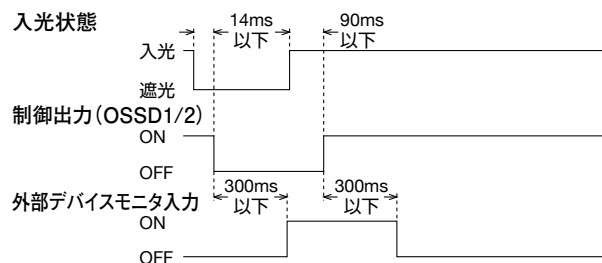 入光状態
14ms
以下
90ms
以下
入光
遮光
制御出力（OSSD1/2）
ON
OFF
300ms
以下
300ms
以下
外部デバイスモニタ入力
ON
OFF